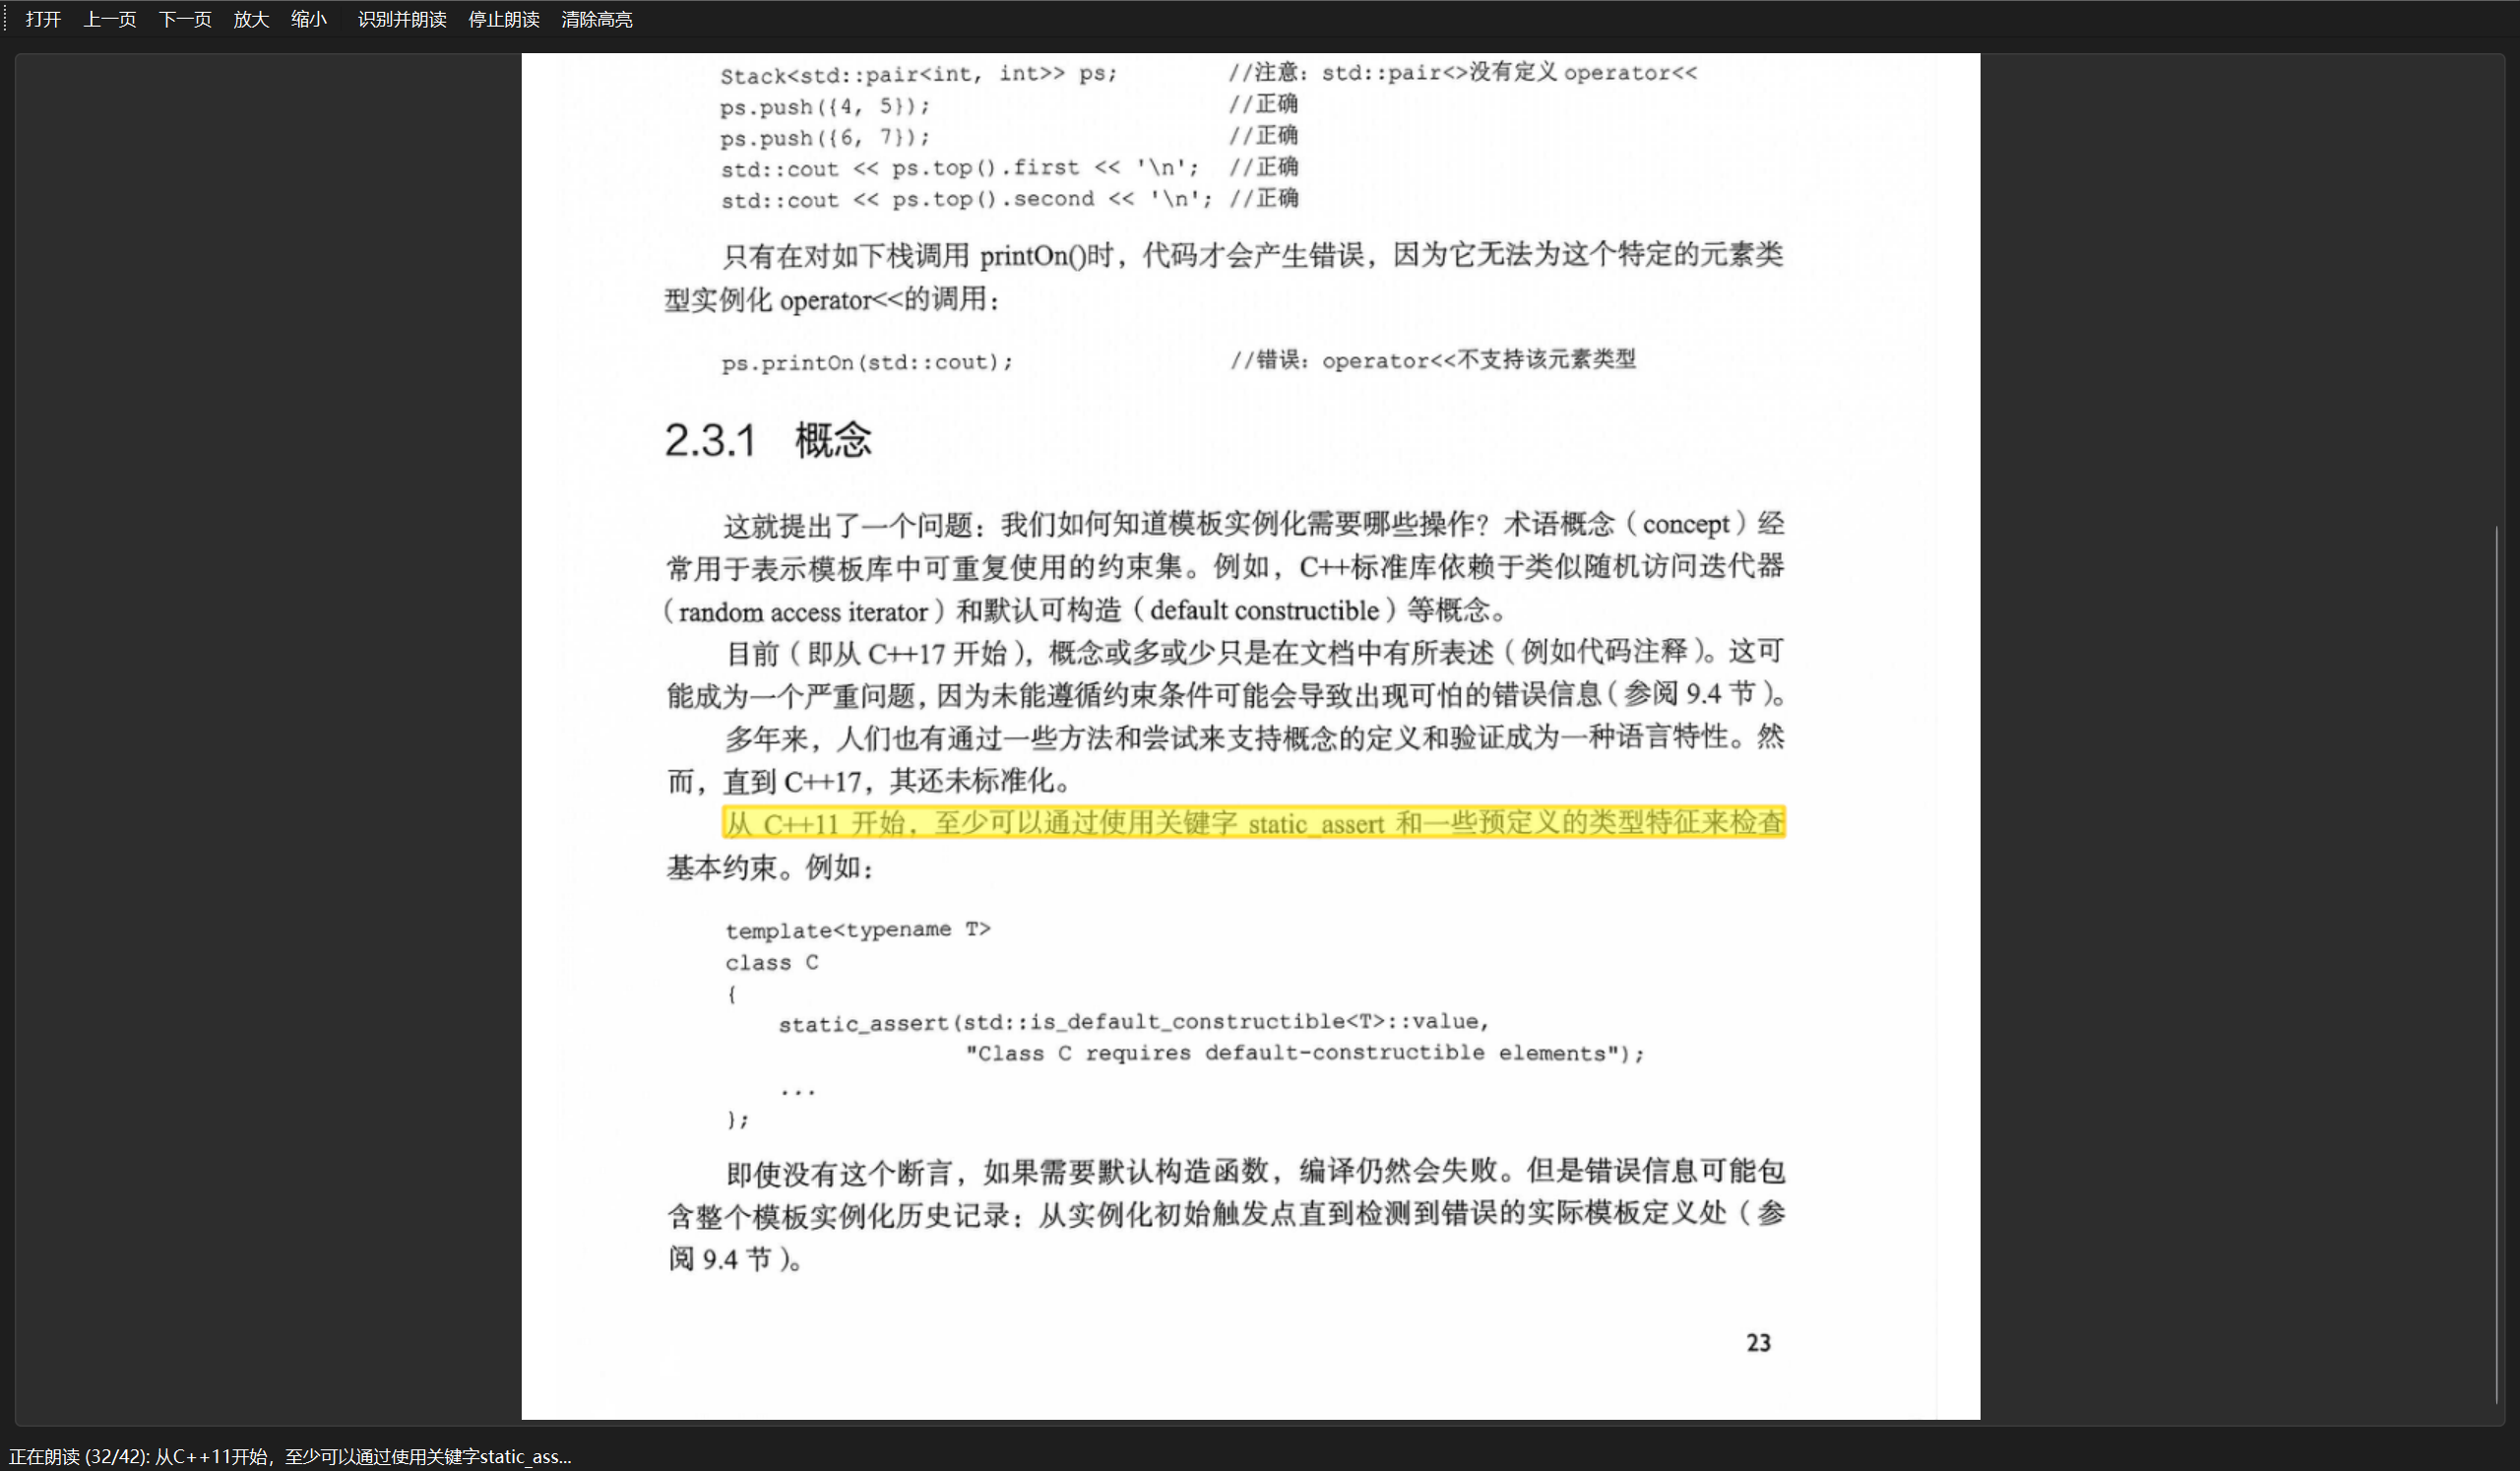 打开 上一页 下一页 放大 缩小 识别并朗读 停止朗读 清除高亮
Stack<std::pair<int, int>> ps; //注意：std::pair<>没有定义 operator<<
ps.push({4, 5}); //正确
ps.push({6, 7}); //正确
std::cout << ps.top().first << '\n'; //正确
std::cout << ps.top().second << '\n'; //正确
只有在对如下栈调用 printOn()时，代码才会产生错误，因为它无法为这个特定的元素类
型实例化 operator<<的调用：
ps.printOn(std::cout); //错误：operator<<不支持该元素类型
2.3.1 概念
这就提出了一个问题：我们如何知道模板实例化需要哪些操作？术语概念（concept）经
常用于表示模板库中可重复使用的约束集。例如，C++标准库依赖于类似随机访问迭代器
（random access iterator）和默认可构造（default constructible）等概念。
目前（即从 C++17 开始），概念或多或少只是在文档中有所表述（例如代码注释）。这可
能成为一个严重问题，因为未能遵循约束条件可能会导致出现可怕的错误信息（参阅 9.4 节）。
多年来，人们也有通过一些方法和尝试来支持概念的定义和验证成为一种语言特性。然
而，直到 C++17，其还未标准化。
从 C++11 开始，至少可以通过使用关键字 static_assert 和一些预定义的类型特征来检查
基本约束。例如：
template<typename T>
class C
{
static_assert(std::is_default_constructible<T>::value,
"Class C requires default-constructible elements");
...
};
即使没有这个断言，如果需要默认构造函数，编译仍然会失败。但是错误信息可能包
含整个模板实例化历史记录：从实例化初始触发点直到检测到错误的实际模板定义处（参
阅 9.4 节）。
23
正在朗读 (32/42): 从C++11开始，至少可以通过使用关键字static_ass...